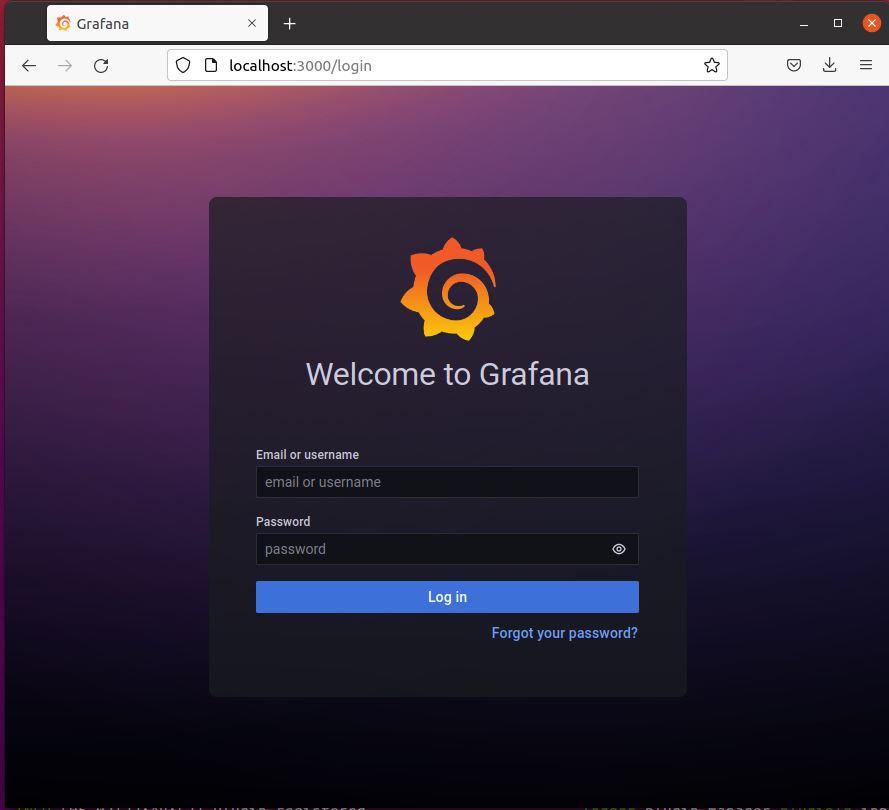 Grafana
localhost:3000/login
Welcome to Grafana
Email or username
email or username
Password
password
Log in
Forgot your password?